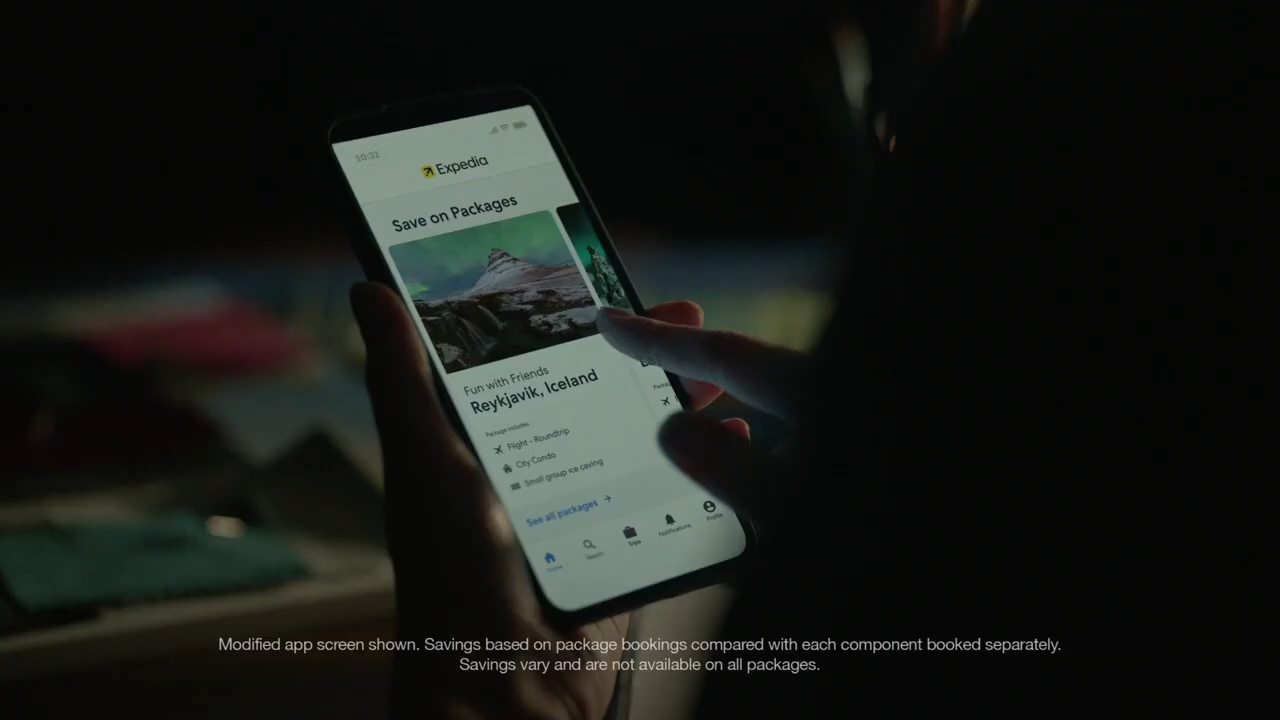 10:32
Expedia
Save on Packages
Fun with Friends
Reykjavik, Iceland
Package includes
Flight - Roundtrip
City Condo
Small group ice caving
See all packages
Home
Search
Trips
Notifications
Profile
Modified app screen shown. Savings based on package bookings compared with each component booked separately.
Savings vary and are not available on all packages.